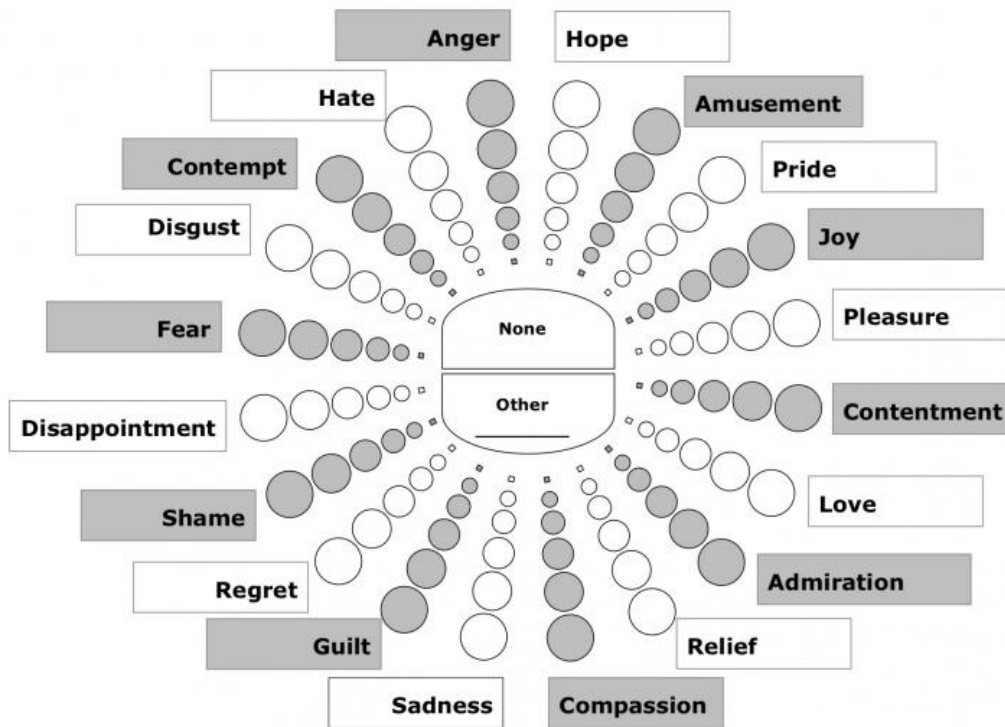 Anger
Hope
Hate
Amusement
Contempt
Pride
Disgust
Joy
Fear
Pleasure
None
Other
Disappointment
Contentment
Shame
Love
Regret
Admiration
Guilt
Relief
Sadness
Compassion